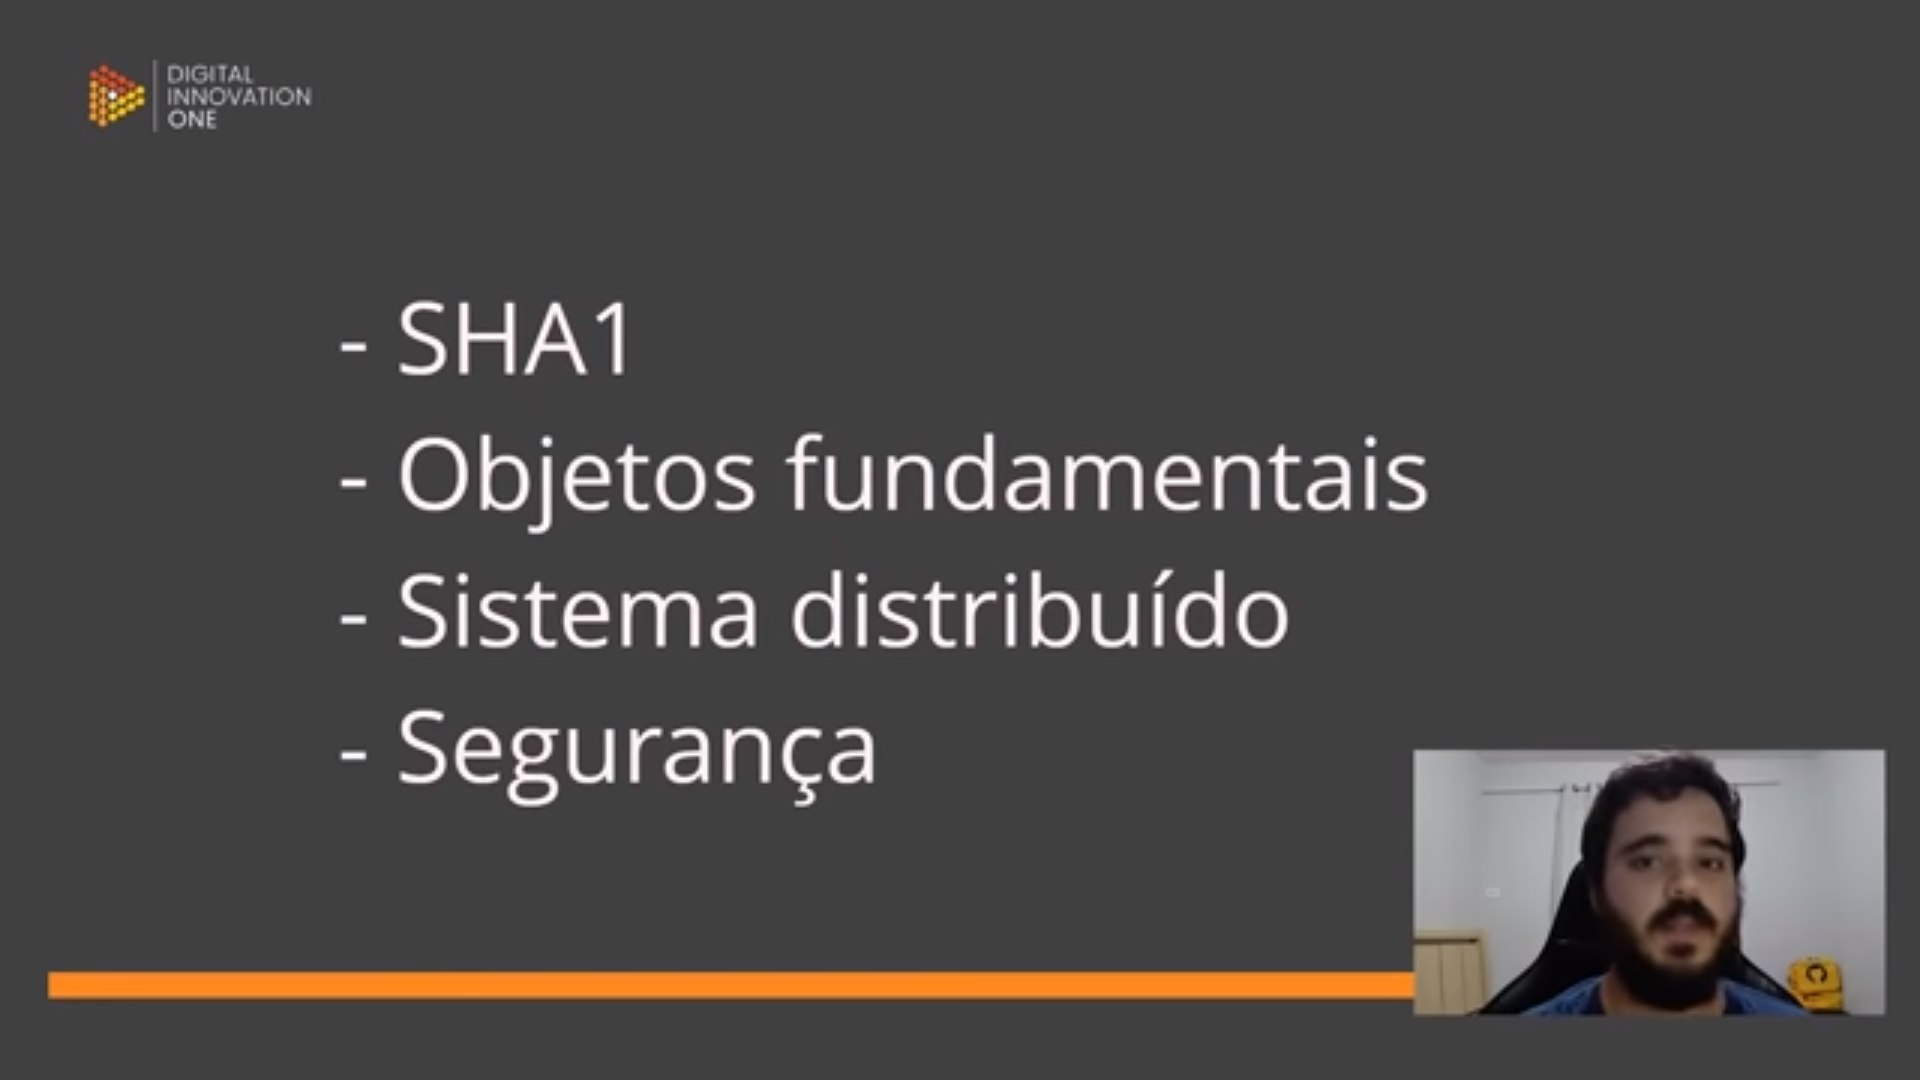 DIGITAL
INNOVATION
ONE
- SHA1
- Objetos fundamentais
- Sistema distribuído
- Segurança